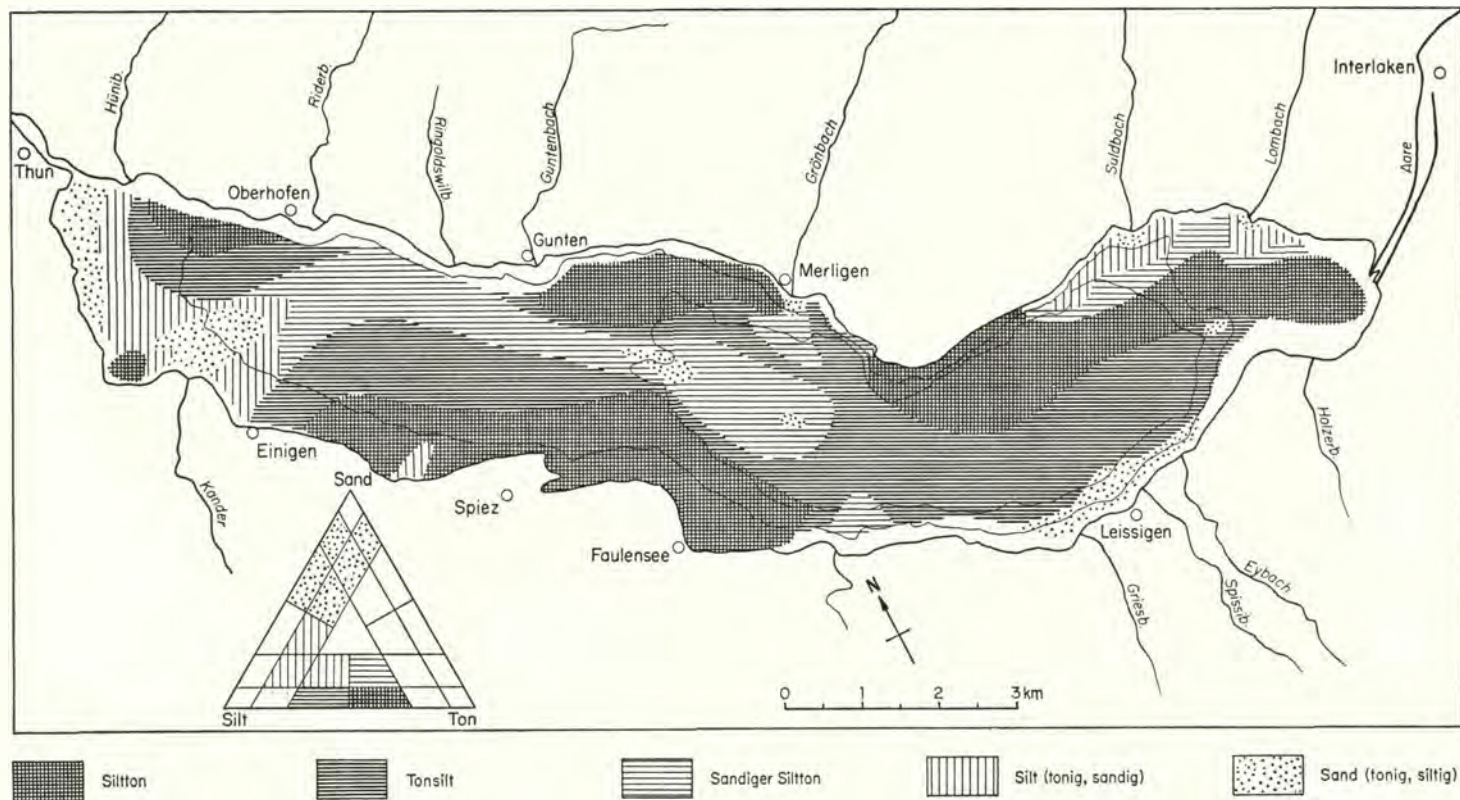 Hünib.
Riderb.
Ringoldswilb.
Guntenbach
Grönbach
Suldbach
Lombach
Aare
Interlaken
Thun
Oberhofen
Gunten
Merligen
Einigen
Spiez
Faulensee
Leissigen
Kander
Griesb.
Spissib.
Eybach
Holzerb.
Sand
Silt
Ton
N
0 1 2 3 km
Siltton
Tonsilt
Sandiger Siltton
Silt (tonig, sandig)
Sand (tonig, siltig)